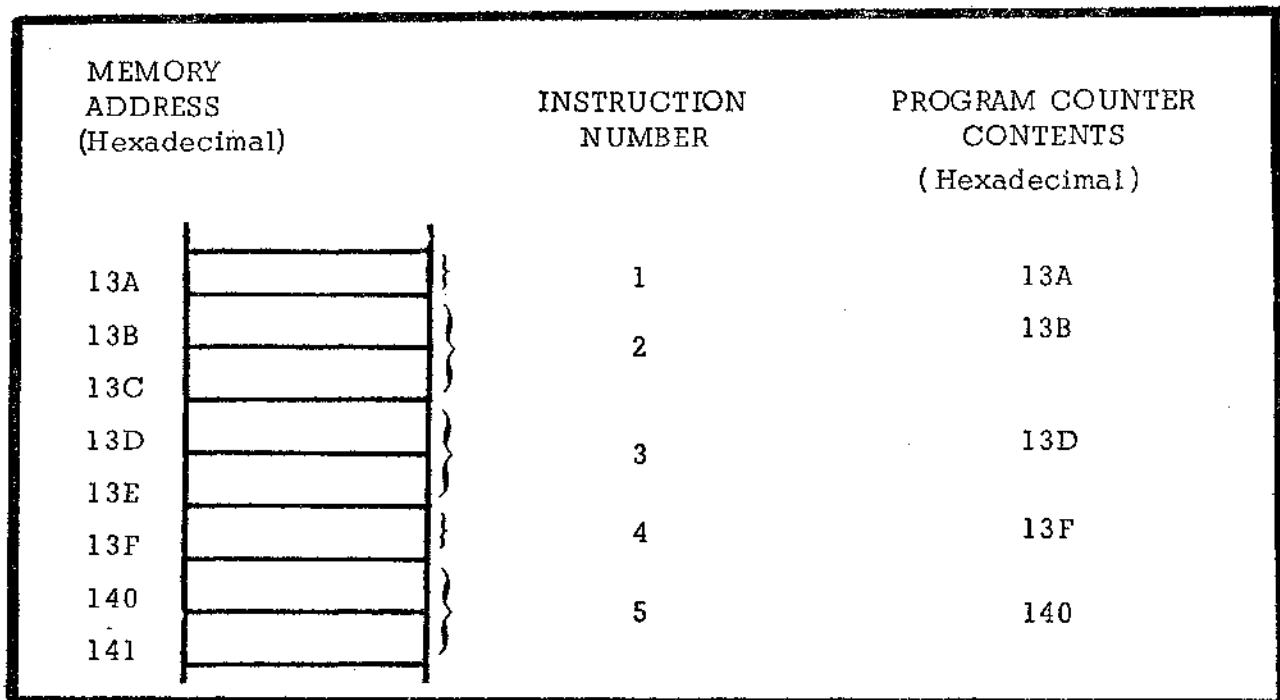 MEMORY
ADDRESS
(Hexadecimal)
INSTRUCTION
NUMBER
PROGRAM COUNTER
CONTENTS
(Hexadecimal)
13A 1 13A
13B 13B
2
13C
13D 13D
3
13E
13F 4 13F
140
5 140
141